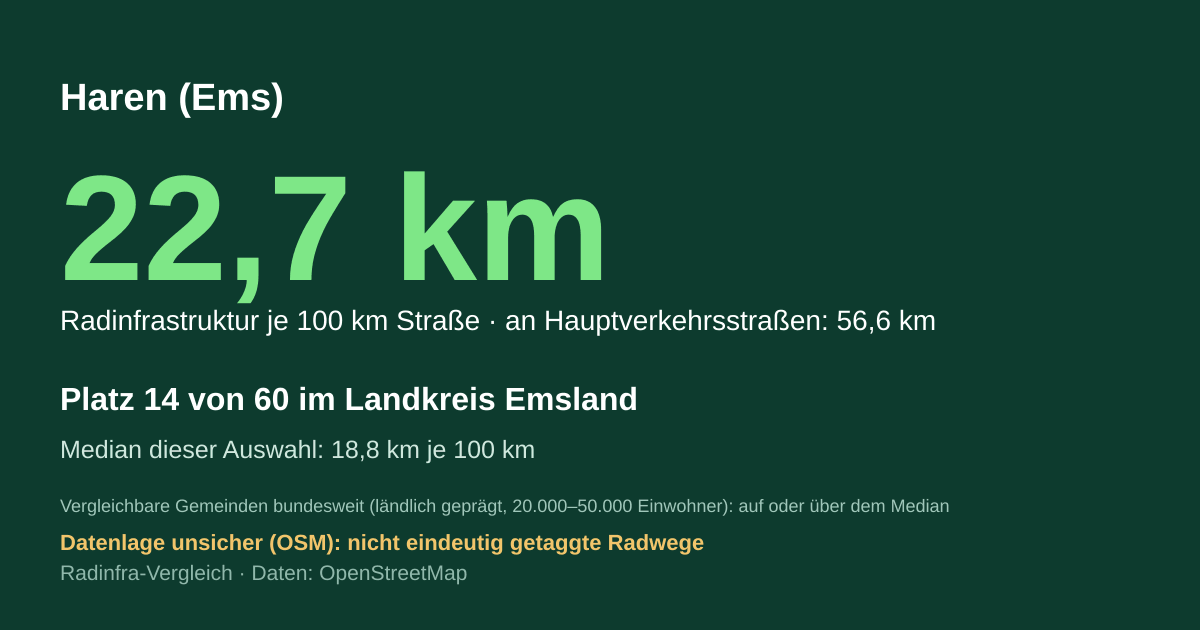 Haren (Ems)
22,7 km
Radinfrastruktur je 100 km Straße · an Hauptverkehrsstraßen: 56,6 km
Platz 14 von 60 im Landkreis Emsland
Median dieser Auswahl: 18,8 km je 100 km
Vergleichbare Gemeinden bundesweit (ländlich geprägt, 20.000–50.000 Einwohner): auf oder über dem Median
Datenlage unsicher (OSM): nicht eindeutig getaggte Radwege
Radinfra-Vergleich · Daten: OpenStreetMap